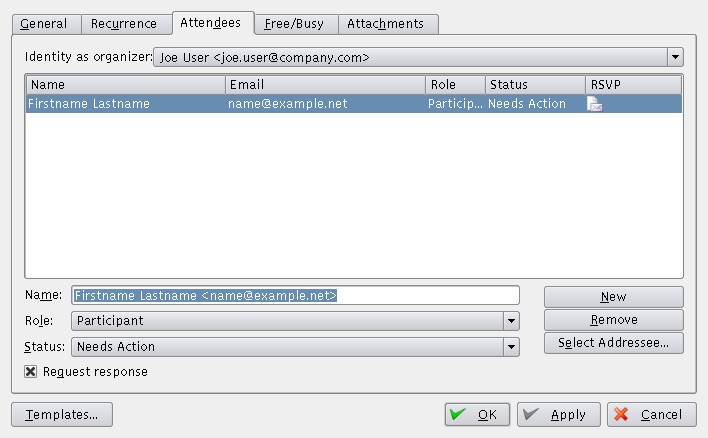 General Recurrence Attendees Free/Busy Attachments
Identity as organizer: Joe User <joe.user@company.com>
Name Email Role Status RSVP
Firstname Lastname name@example.net Particip... Needs Action
Name: Firstname Lastname <name@example.net> New
Role: Participant Remove
Status: Needs Action Select Addressee...
Request response
Templates... OK Apply Cancel